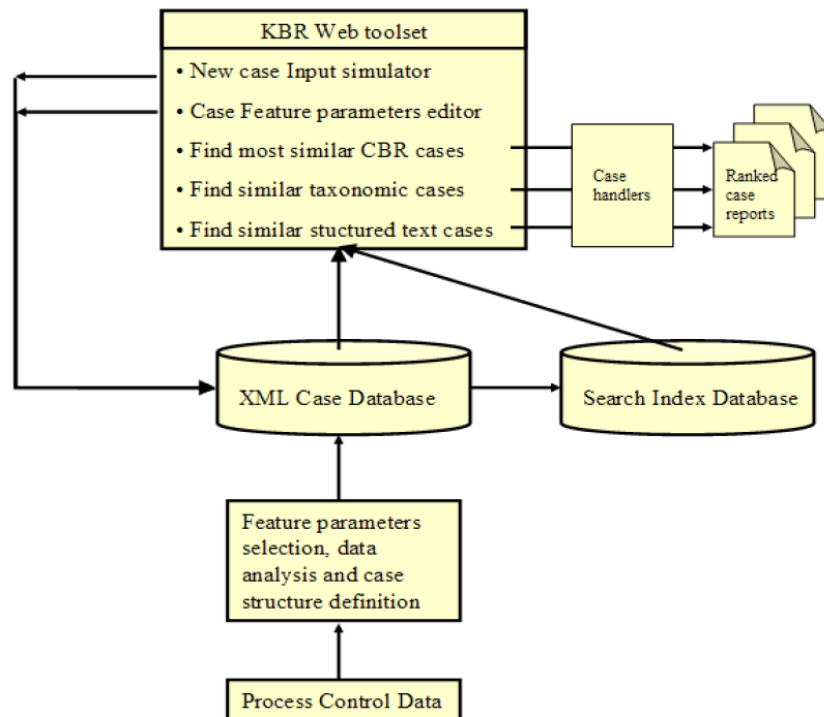 KBR Web toolset
• New case Input simulator
• Case Feature parameters editor
• Find most similar CBR cases
• Find similar taxonomic cases
• Find similar stuctured text cases
Case
handlers
Ranked
case
reports
XML Case Database
Search Index Database
Feature parameters
selection, data
analysis and case
structure definition
Process Control Data